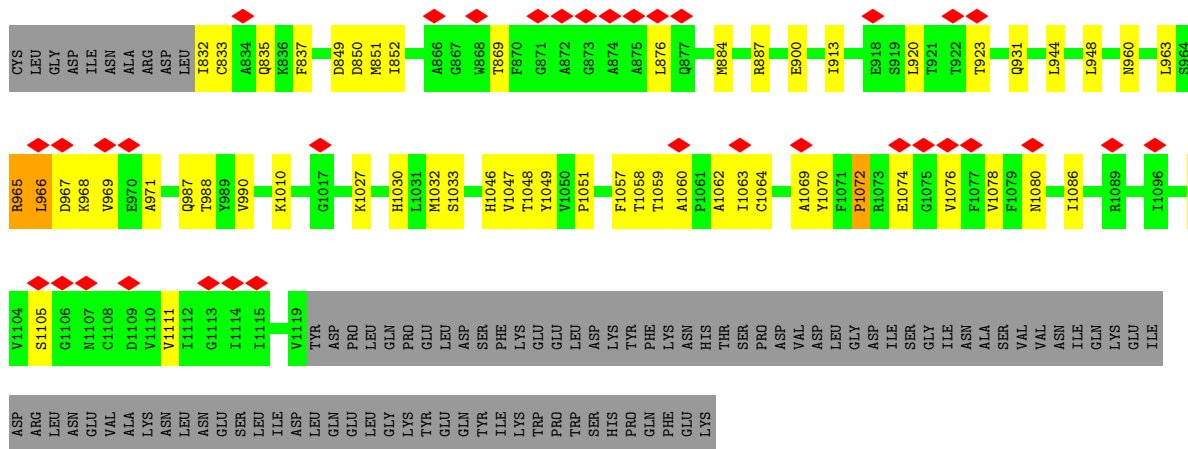 CYS LEU GLY ASP ILE ASN ALA ARG ASP LEU I832 C833 A834 Q835 K836 F837 D849 D850 M851 I852 A866 G867 W868 T869 F870 G871 A872 G873 A874 A875 L876 Q877 M884 R887 E900 I913 E918 S919 L920 T921 T922 T923 Q931 L944 L948 N960 L963 S964
R965 L966 D967 K968 V969 E970 A971 Q987 T988 Y989 V990 K1010 G1017 K1027 H1030 L1031 M1032 S1033 H1046 V1047 T1048 Y1049 V1050 P1051 F1057 T1058 T1059 A1060 P1061 A1062 I1063 C1064 A1069 Y1070 F1071 P1072 R1073 E1074 G1075 V1076 F1077 V1078 F1079 N1080 I1086 R1089 I1096
V1104 S1105 G1106 N1107 C1108 D1109 V1110 V1111 I1112 G1113 I1114 I1115 V1119 TYR ASP PRO LEU GLN PRO GLU LEU ASP SER PHE LYS GLU GLU LEU ASP LYS TYR PHE LYS ASN HIS THR SER PRO ASP VAL ASP LEU GLY ASP ILE SER GLY ILE ASN ALA SER VAL VAL ASN ILE GLN LYS GLU ILE
ASP ARG LEU ASN GLU VAL ALA LYS ASN LEU ASN GLU SER LEU ILE ASP LEU GLN GLU LEU GLY LYS TYR GLU GLN TYR ILE LYS TRP PRO TRP SER HIS PRO GLN PHE GLU LYS